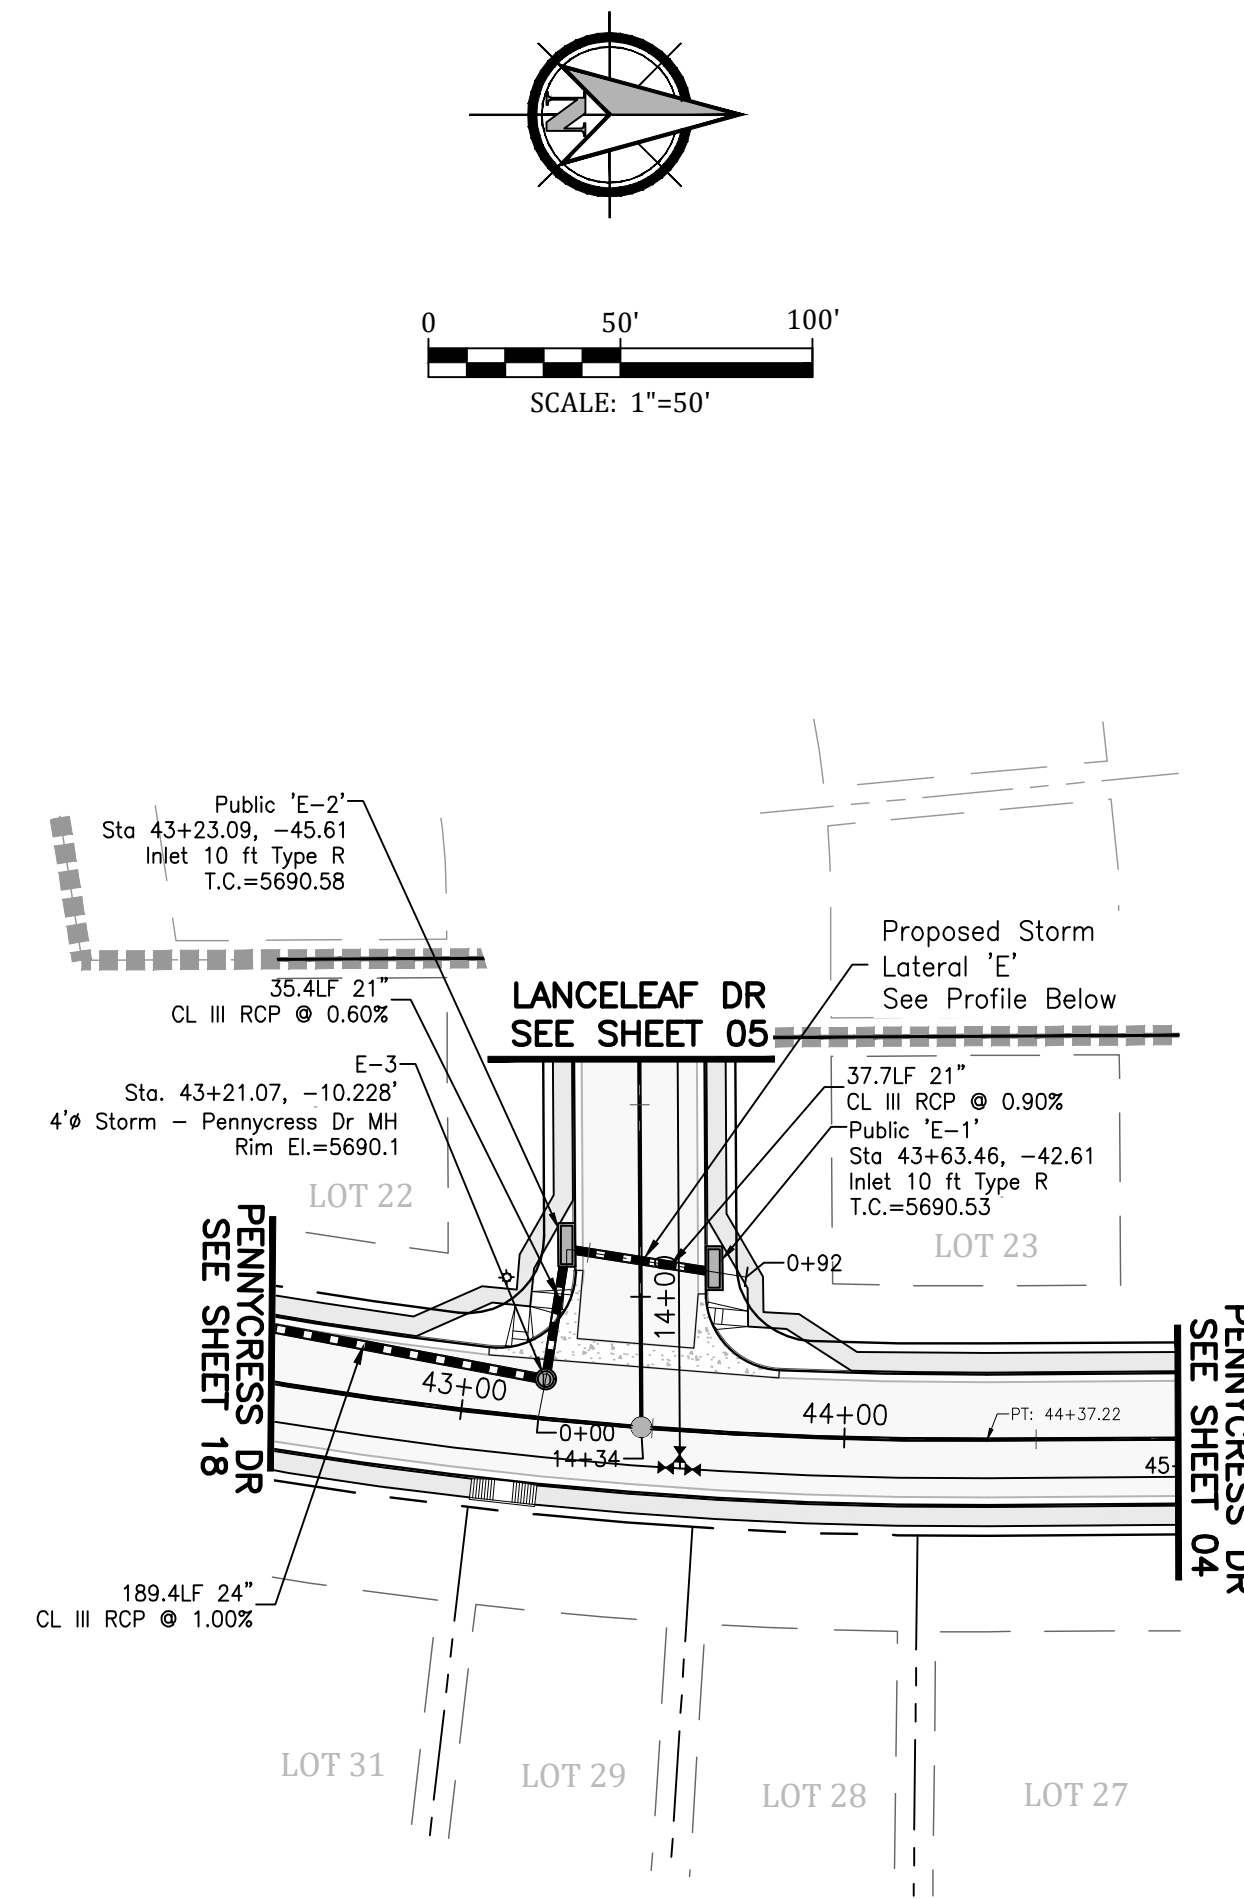 N
0 50' 100'
SCALE: 1"=50'
Public 'E-2'
Sta 43+23.09, -45.61
Inlet 10 ft Type R
T.C.=5690.58
Proposed Storm
Lateral 'E'
See Profile Below
35.4LF 21"
CL III RCP @ 0.60%
LANCELEAF DR
SEE SHEET 05
E-3
Sta. 43+21.07, -10.228'
4'ø Storm - Pennycress Dr MH
Rim El.=5690.1
37.7LF 21"
CL III RCP @ 0.90%
Public 'E-1'
Sta 43+63.46, -42.61
Inlet 10 ft Type R
T.C.=5690.53
LOT 22
LOT 23
0+92
14+00
PENNYCRESS DR
SEE SHEET 18
43+00
44+00
PT: 44+37.22
0+00
14+34
45-
PENNYCRESS DR
SEE SHEET 04
189.4LF 24"
CL III RCP @ 1.00%
LOT 31
LOT 29
LOT 28
LOT 27